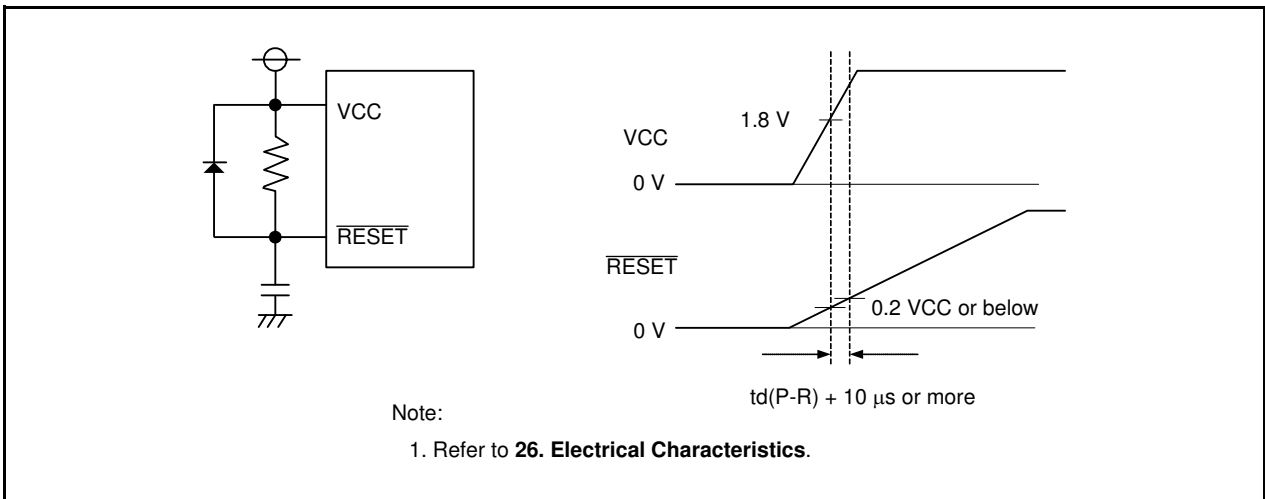 VCC
RESET
1.8 V
VCC
0 V
RESET
0.2 VCC or below
0 V
td(P-R) + 10 μs or more
Note:
1. Refer to 26. Electrical Characteristics.